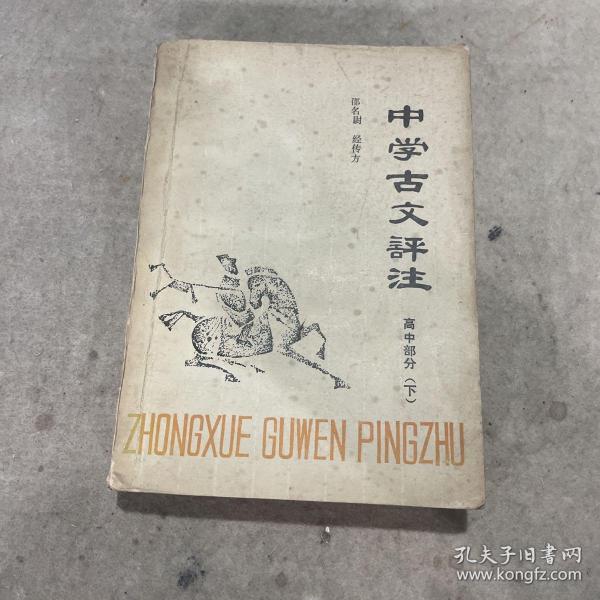 中学古文評注
高中部分（下）
邵名尉 经传方
ZHONGXUE GUWEN PINGZHU
孔夫子旧书网
www.kongfz.com